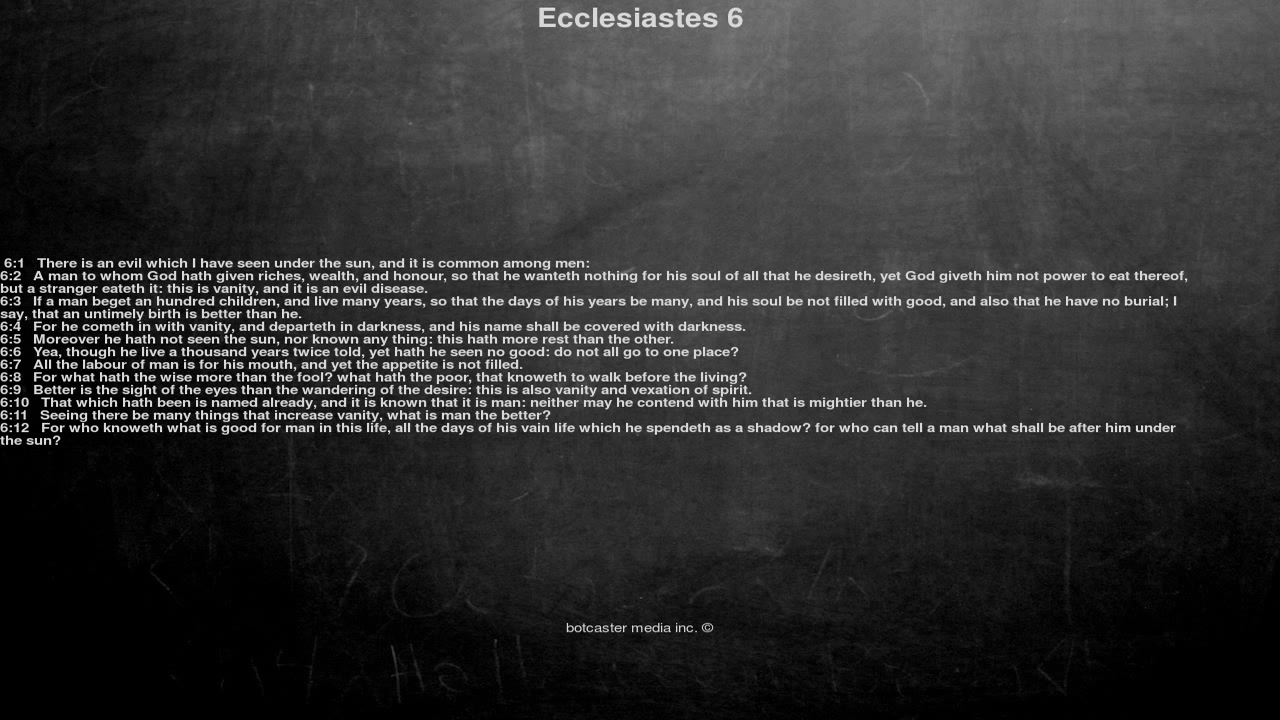 Ecclesiastes 6
6:1 There is an evil which I have seen under the sun, and it is common among men:
6:2 A man to whom God hath given riches, wealth, and honour, so that he wanteth nothing for his soul of all that he desireth, yet God giveth him not power to eat thereof,
but a stranger eateth it: this is vanity, and it is an evil disease.
6:3 If a man beget an hundred children, and live many years, so that the days of his years be many, and his soul be not filled with good, and also that he have no burial; I
say, that an untimely birth is better than he.
6:4 For he cometh in with vanity, and departeth in darkness, and his name shall be covered with darkness.
6:5 Moreover he hath not seen the sun, nor known any thing: this hath more rest than the other.
6:6 Yea, though he live a thousand years twice told, yet hath he seen no good: do not all go to one place?
6:7 All the labour of man is for his mouth, and yet the appetite is not filled.
6:8 For what hath the wise more than the fool? what hath the poor, that knoweth to walk before the living?
6:9 Better is the sight of the eyes than the wandering of the desire: this is also vanity and vexation of spirit.
6:10 That which hath been is named already, and it is known that it is man: neither may he contend with him that is mightier than he.
6:11 Seeing there be many things that increase vanity, what is man the better?
6:12 For who knoweth what is good for man in this life, all the days of his vain life which he spendeth as a shadow? for who can tell a man what shall be after him under
the sun?
botcaster media inc. ©